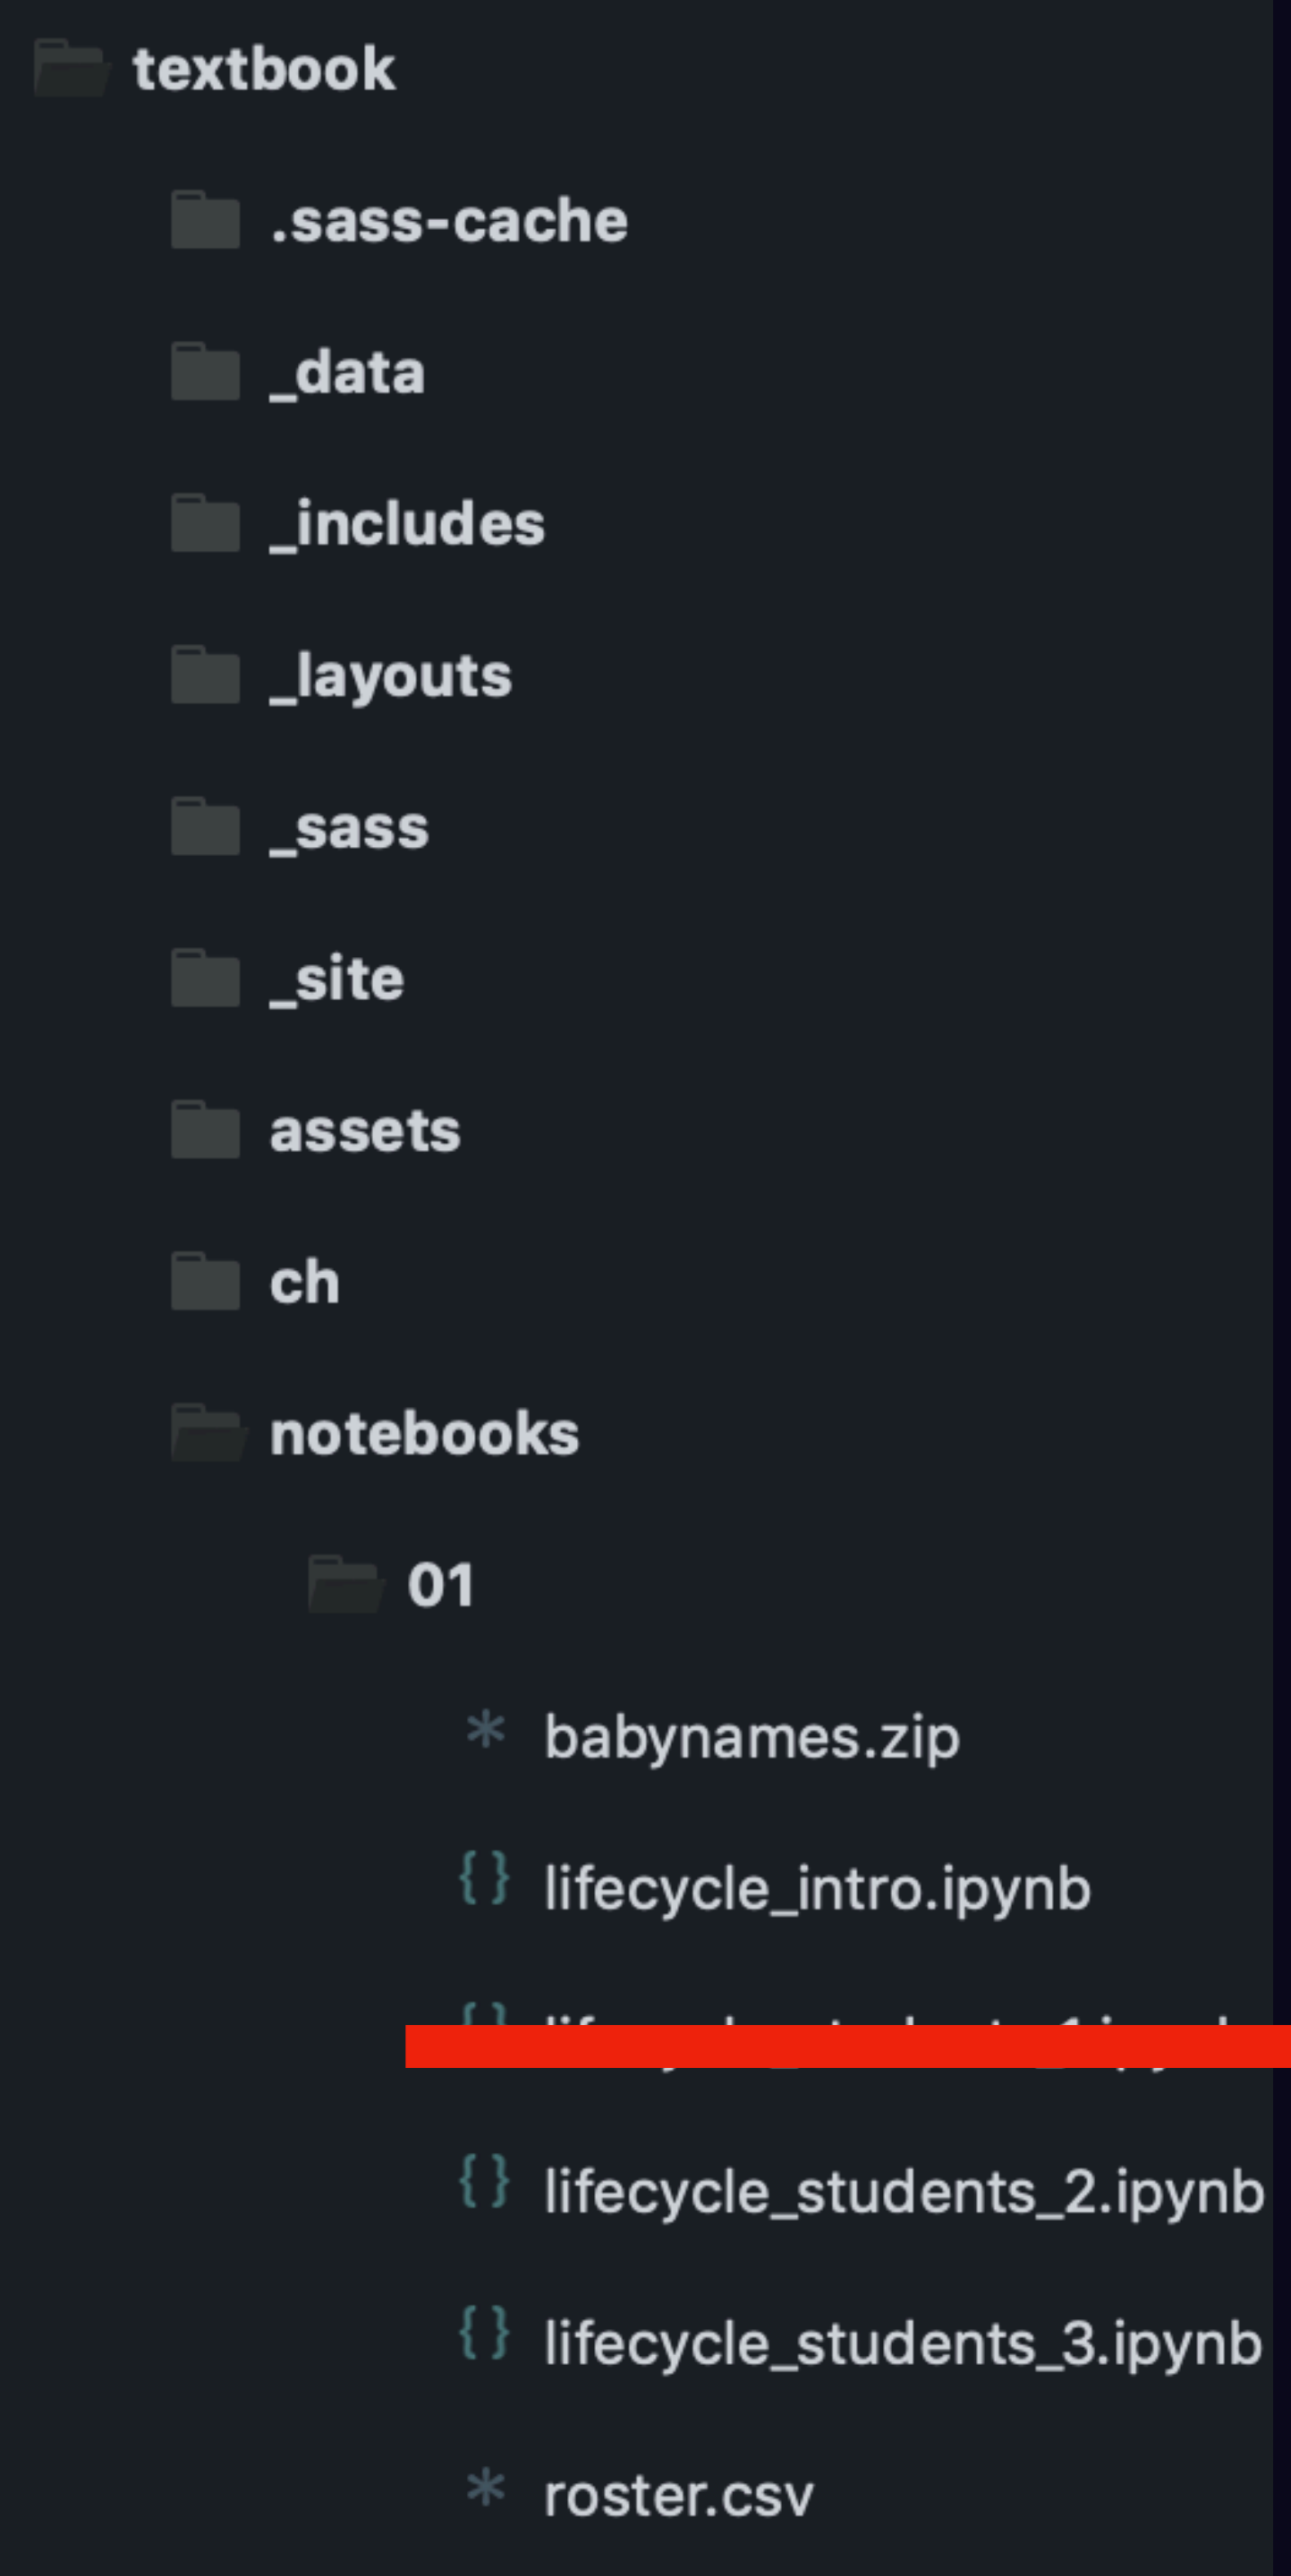 textbook
.sass-cache
_data
_includes
_layouts
_sass
_site
assets
ch
notebooks
01
babynames.zip
{} lifecycle_intro.ipynb
{} lifecycle_students_2.ipynb
{} lifecycle_students_3.ipynb
roster.csv